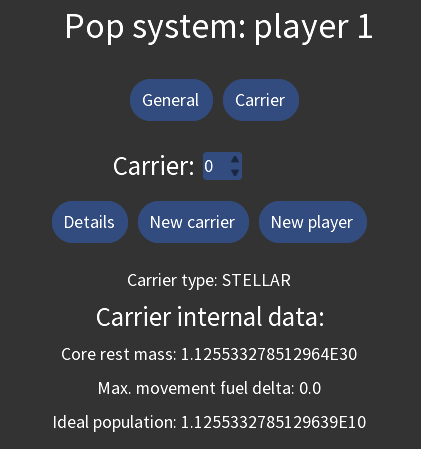 Pop system: player 1
General Carrier
Carrier: 0
Details New carrier New player
Carrier type: STELLAR
Carrier internal data:
Core rest mass: 1.125533278512964E30
Max. movement fuel delta: 0.0
Ideal population: 1.1255332785129639E10